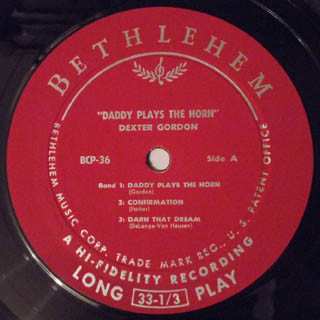 BETHLEHEM
"DADDY PLAYS THE HORN"
DEXTER GORDON
BCP-36 Side A
Band 1: DADDY PLAYS THE HORN
(Gordon)
2: CONFIRMATION
(Parker)
3: DARN THAT DREAM
(DeLange-Van Heusen)
BETHLEHEM MUSIC CORP. TRADE MARK REG. U.S. PATENT OFFICE
A HI-FIDELITY RECORDING
LONG 33-1/3 PLAY